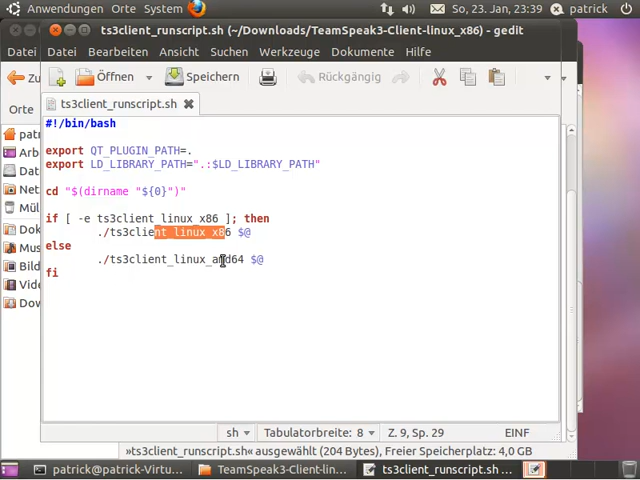 Anwendungen Orte System So, 23. Jan, 23:39 patrick
ts3client_runscript.sh (~/Downloads/TeamSpeak3-Client-linux_x86) - gedit
Datei Datei Bearbeiten Ansicht Suchen Werkzeuge Dokumente Hilfe
Öffnen Speichern Rückgängig
Orte
ts3client_runscript.sh
#!/bin/bash
export QT_PLUGIN_PATH=.
export LD_LIBRARY_PATH=".:$LD_LIBRARY_PATH"
cd "$(dirname "${0}")"
if [ -e ts3client_linux_x86 ]; then
./ts3client_linux_x86 $@
else
./ts3client_linux_amd64 $@
fi
sh Tabulatorbreite: 8 Z. 9, Sp. 29 EINF
»ts3client_runscript.sh« ausgewählt (204 Bytes), Freier Speicherplatz: 4,0 GB
patrick@patrick-Virtu... TeamSpeak3-Client-lin... ts3client_runscript.sh ...